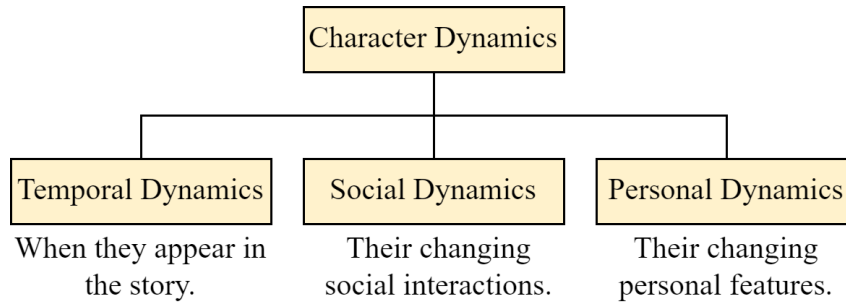 Character Dynamics
Temporal Dynamics
When they appear in
the story.
Social Dynamics
Their changing
social interactions.
Personal Dynamics
Their changing
personal features.